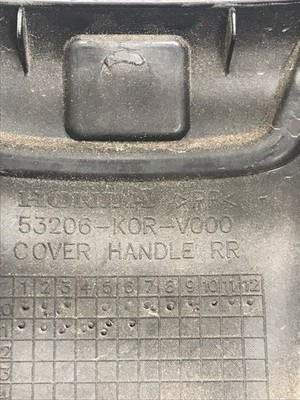 HONDA >PP<
53206-K0R-V000
COVER HANDLE RR
1 2 3 4 5 6 7 8 9 10 11 12